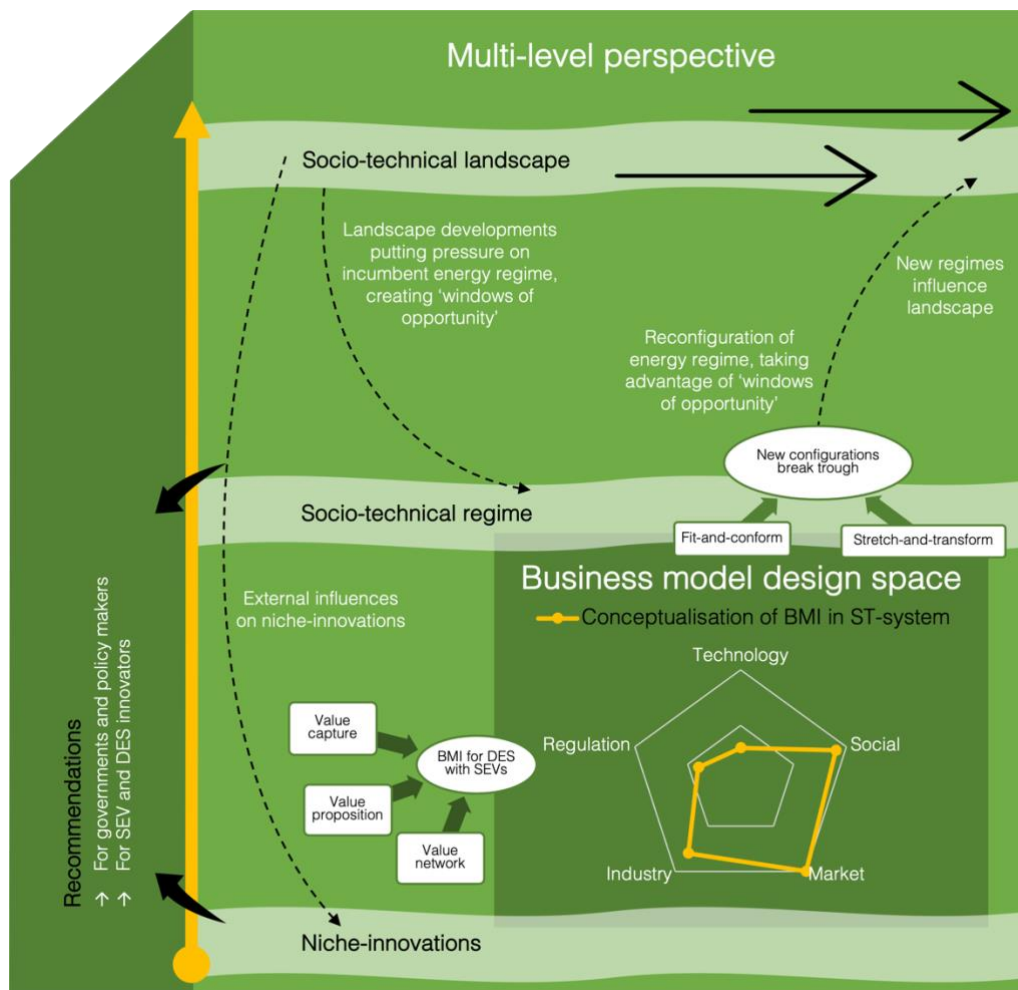 Multi-level perspective
Socio-technical landscape
Landscape developments
putting pressure on
incumbent energy regime,
creating ‘windows of
opportunity’
New regimes
influence
landscape
Reconfiguration of
energy regime, taking
advantage of ‘windows
of opportunity’
New configurations
break trough
Socio-technical regime
Fit-and-conform
Stretch-and-transform
Business model design space
Conceptualisation of BMI in ST-system
External influences
on niche-innovations
Technology
Regulation
Social
Industry
Market
Value
capture
BMI for DES
with SEVs
Value
proposition
Value
network
Niche-innovations
Recommendations
→ For governments and policy makers
→ For SEV and DES innovators